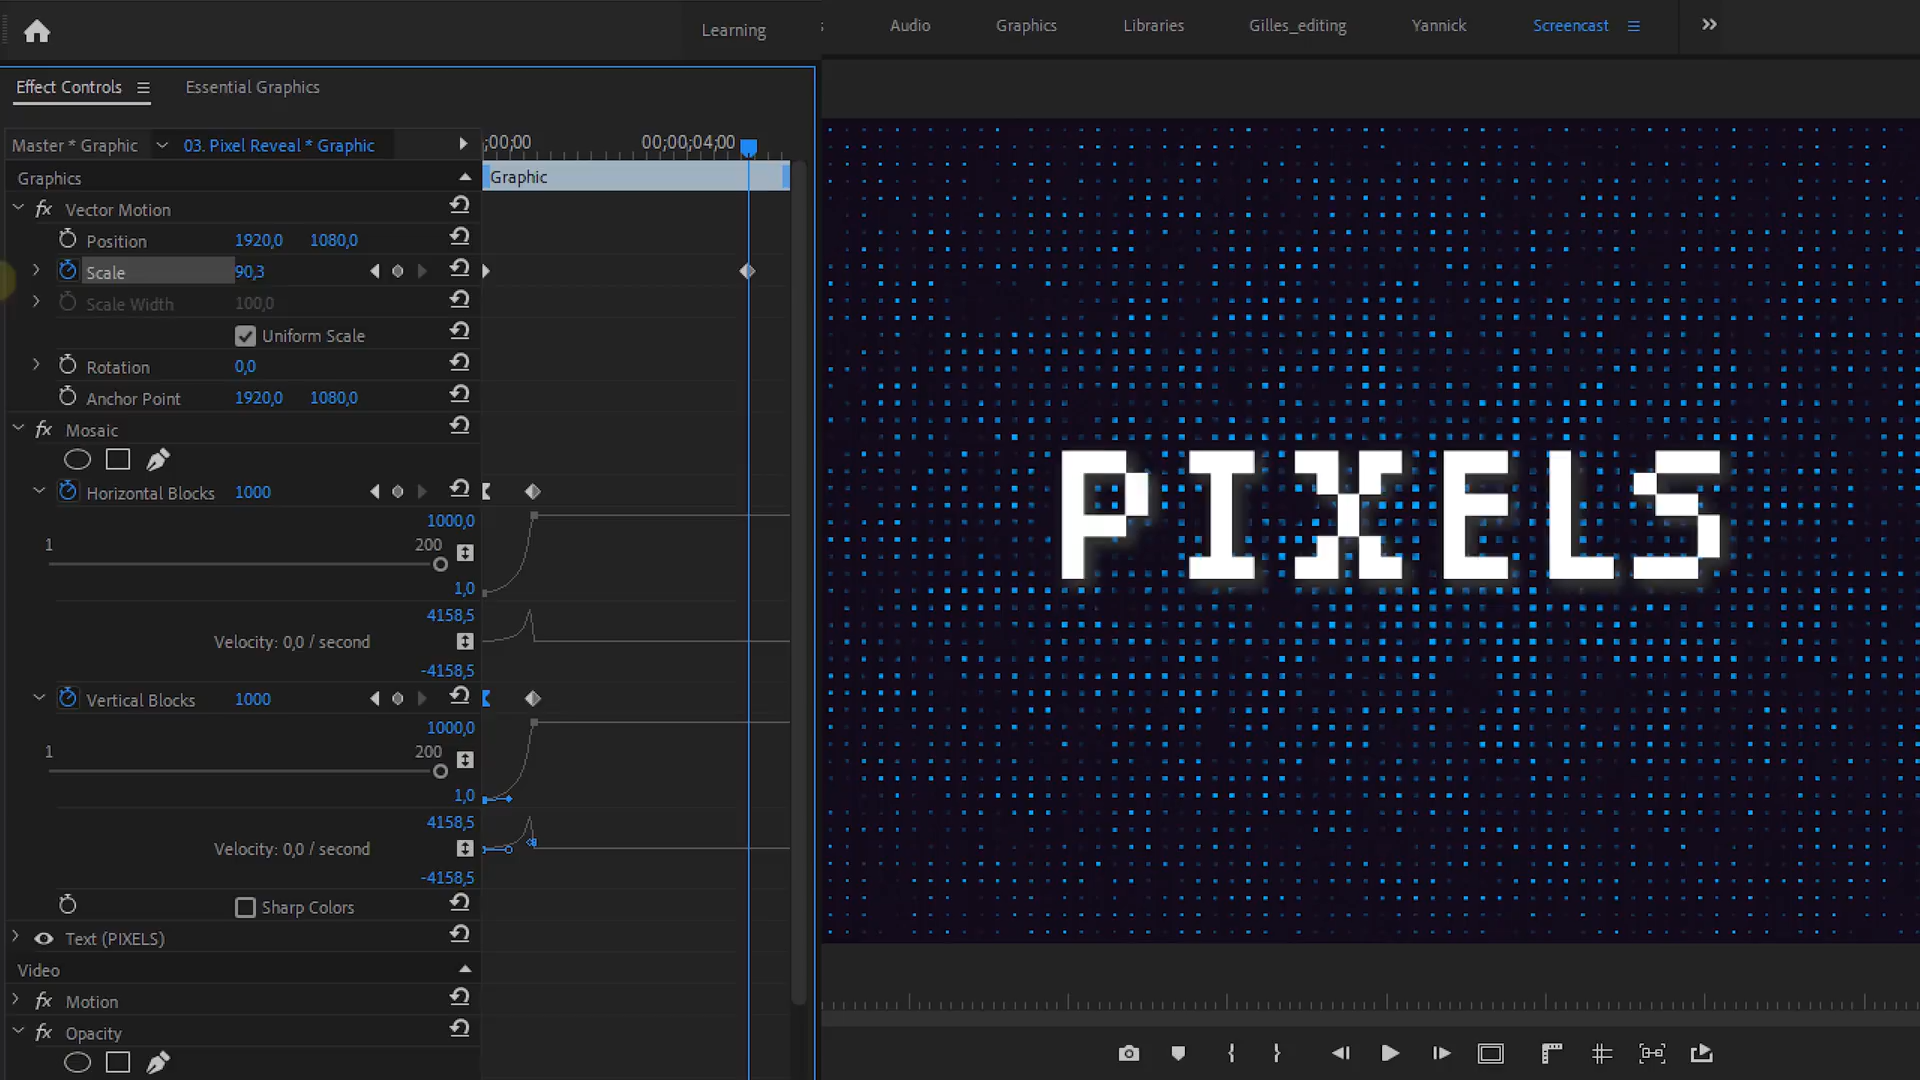 Learning
Audio
Graphics
Libraries
Gilles_editing
Yannick
Screencast
Effect Controls
Essential Graphics
Master * Graphic
03. Pixel Reveal * Graphic
;00;00
00;00;04;00
Graphics
Graphic
fx Vector Motion
Position 1920,0 1080,0
Scale 90,3
Scale Width 100,0
Uniform Scale
Rotation 0,0
Anchor Point 1920,0 1080,0
fx Mosaic
Horizontal Blocks 1000
1000,0
1 200
1,0
4158,5
Velocity: 0,0 / second
-4158,5
Vertical Blocks 1000
1000,0
1 200
1,0
4158,5
Velocity: 0,0 / second
-4158,5
Sharp Colors
Text (PIXELS)
Video
fx Motion
fx Opacity
PIXELS